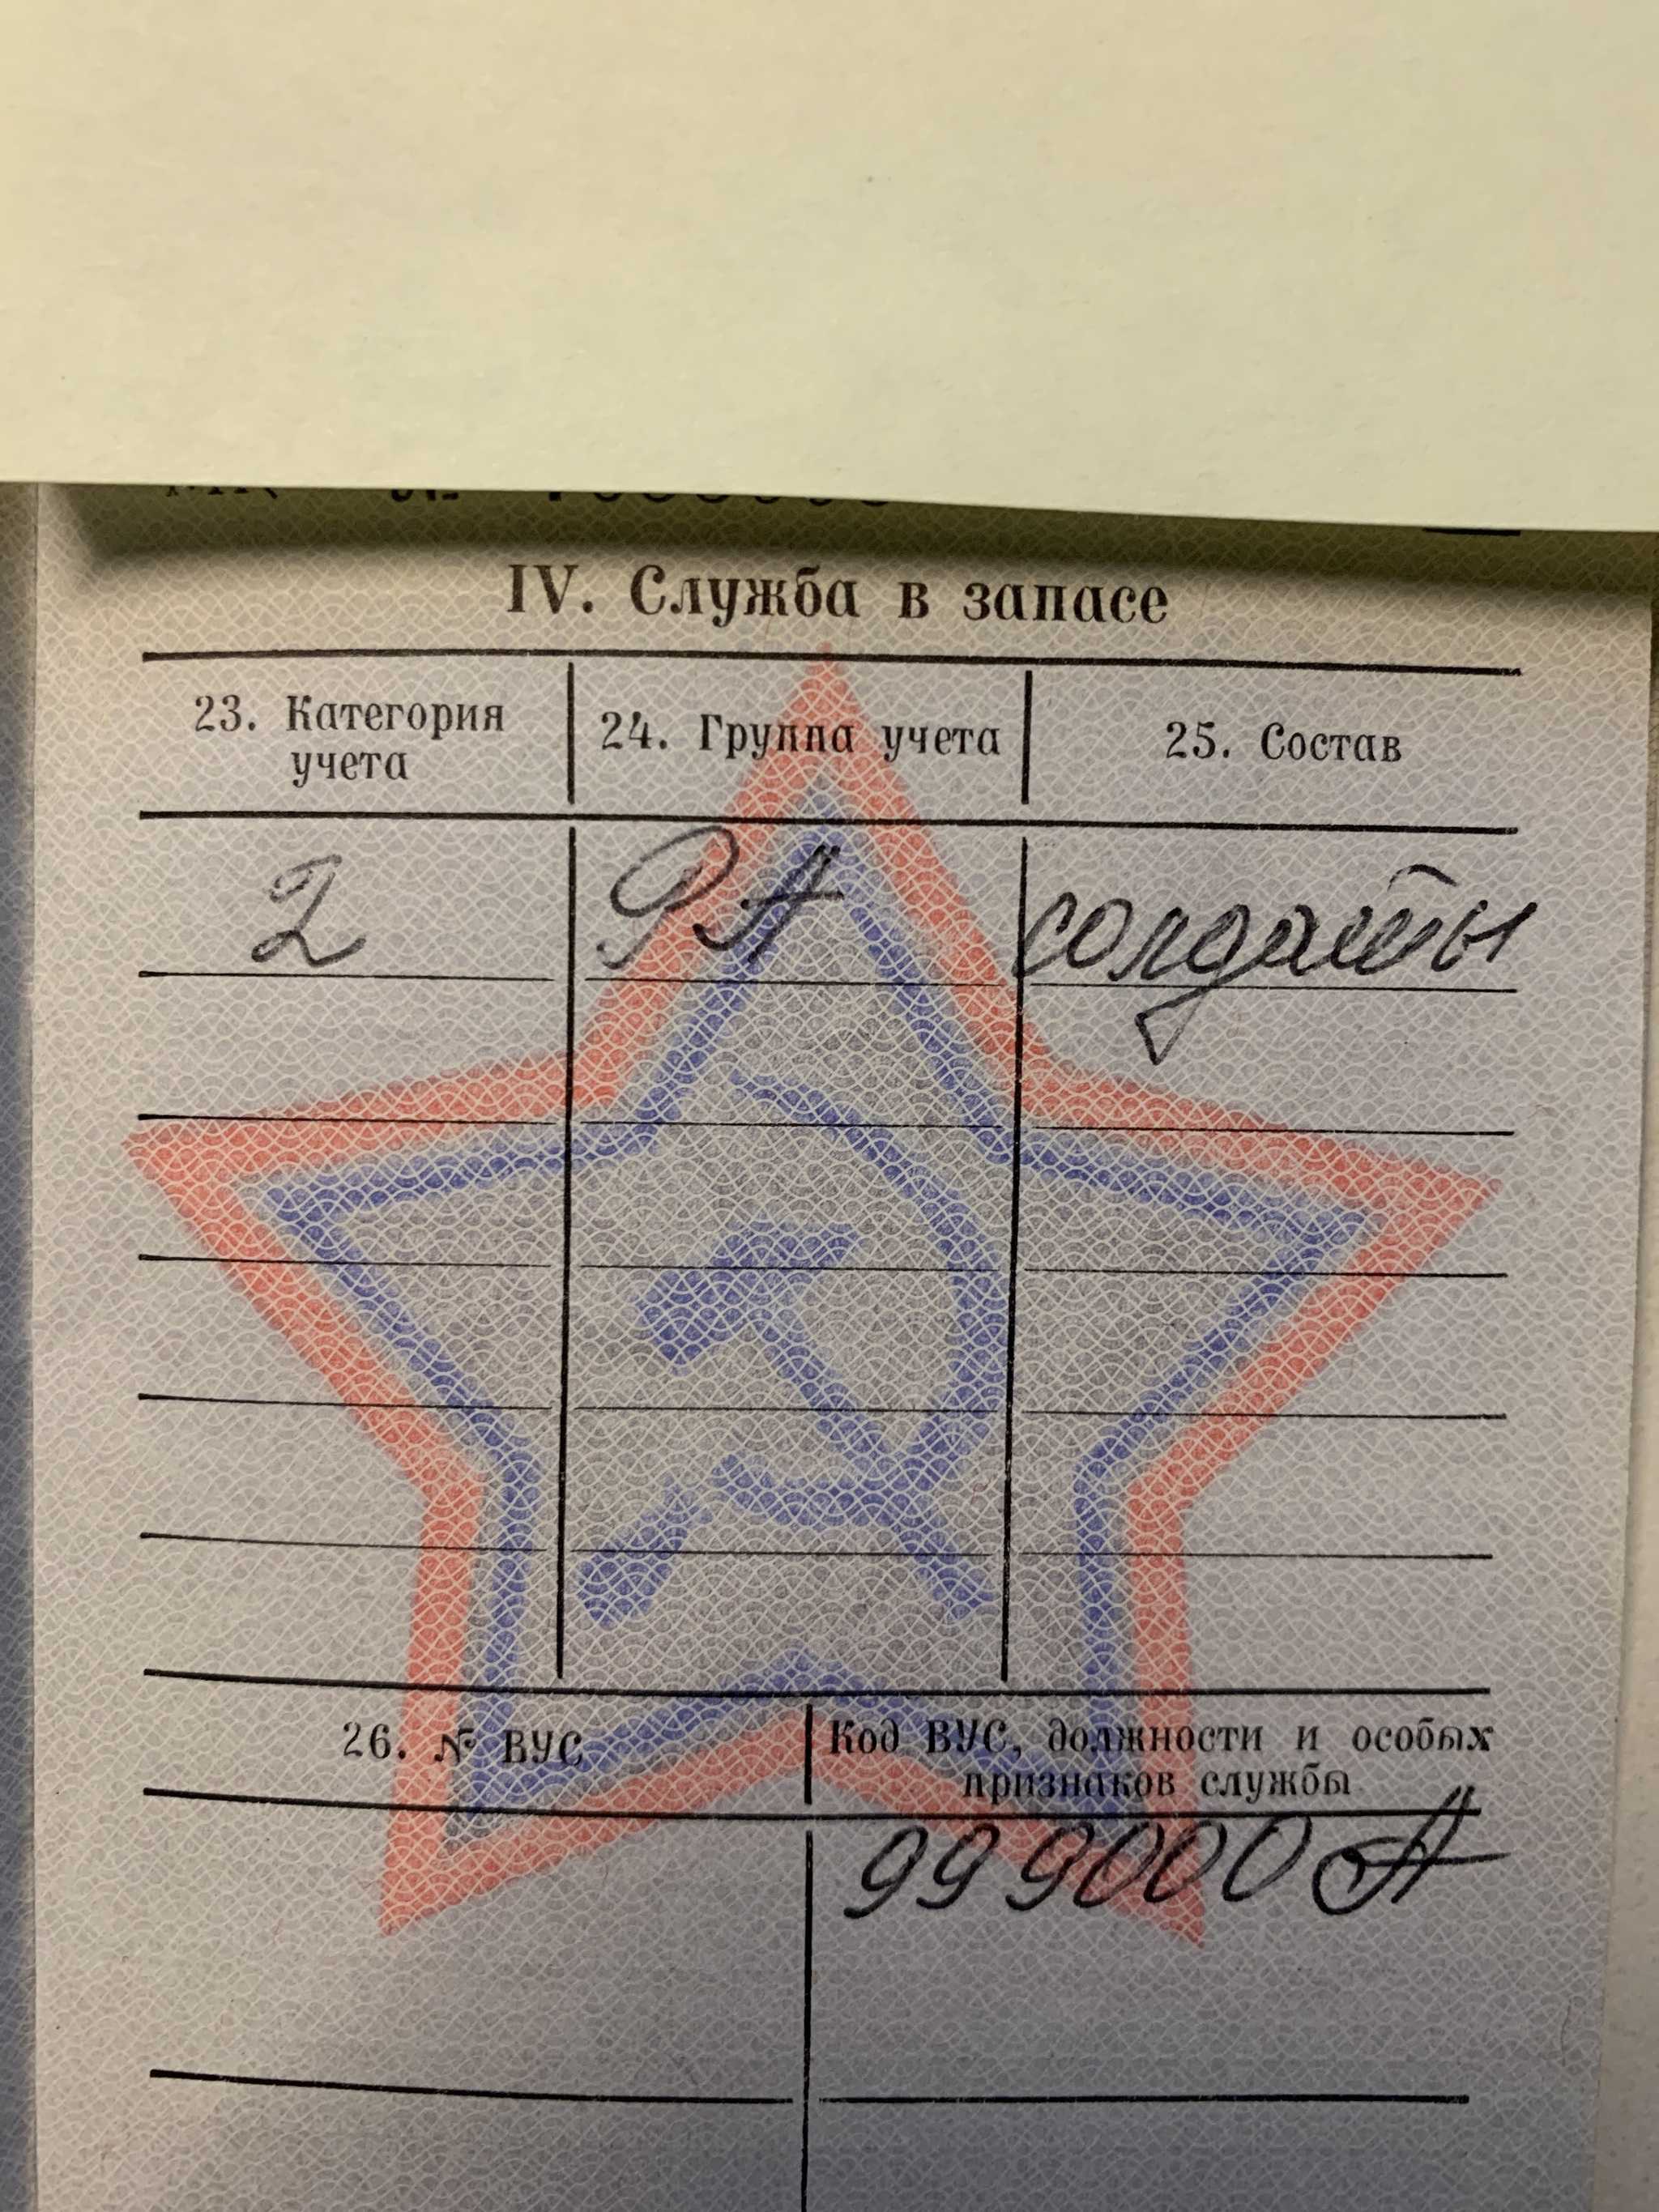 IV. Служба в запасе
23. Категория учета
24. Группа учета
25. Состав
2
РА
солдаты
26. № ВУС
Код ВУС, должности и особых
признаков службы
999000 А